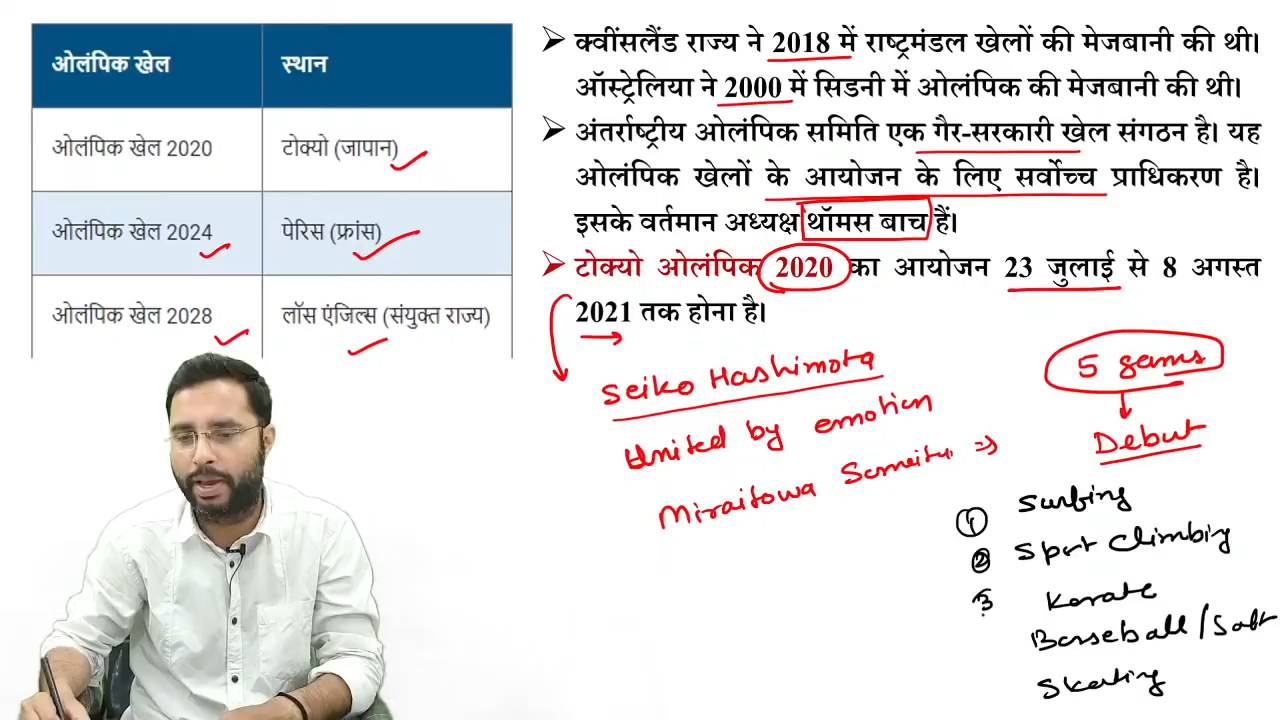 ओलंपिक खेल स्थान
ओलंपिक खेल 2020 टोक्यो (जापान)
ओलंपिक खेल 2024 पेरिस (फ्रांस)
ओलंपिक खेल 2028 लॉस एंजिल्स (संयुक्त राज्य)
क्वींसलैंड राज्य ने 2018 में राष्ट्रमंडल खेलों की मेजबानी की थी।
ऑस्ट्रेलिया ने 2000 में सिडनी में ओलंपिक की मेजबानी की थी।
अंतर्राष्ट्रीय ओलंपिक समिति एक गैर-सरकारी खेल संगठन है। यह
ओलंपिक खेलों के आयोजन के लिए सर्वोच्च प्राधिकरण है।
इसके वर्तमान अध्यक्ष थॉमस बाच हैं।
टोक्यो ओलंपिक 2020 का आयोजन 23 जुलाई से 8 अगस्त
2021 तक होना है।
Seiko Hashimota
United by emotion
Miraitowa
5 gams
Debut
1 Surfing
2 Sport Climbing
3 Karate
Baseball/Soft
Skating